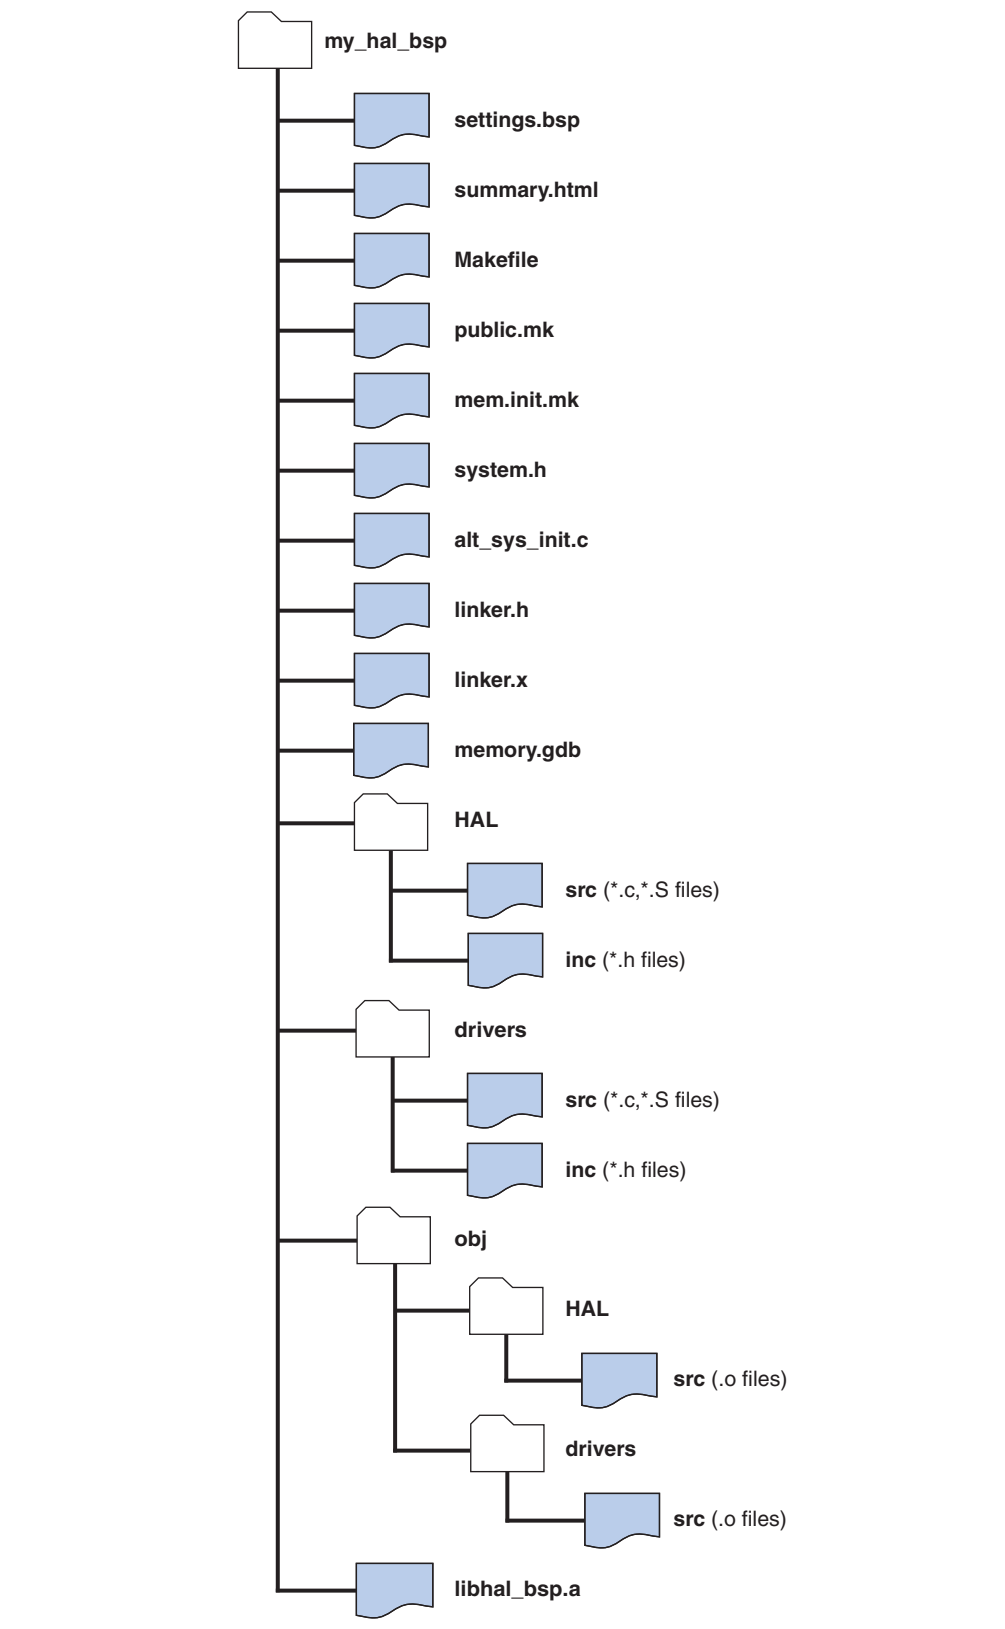 my_hal_bsp
settings.bsp
summary.html
Makefile
public.mk
mem.init.mk
system.h
alt_sys_init.c
linker.h
linker.x
memory.gdb
HAL
src (*.c,*.S files)
inc (*.h files)
drivers
src (*.c,*.S files)
inc (*.h files)
obj
HAL
src (.o files)
drivers
src (.o files)
libhal_bsp.a